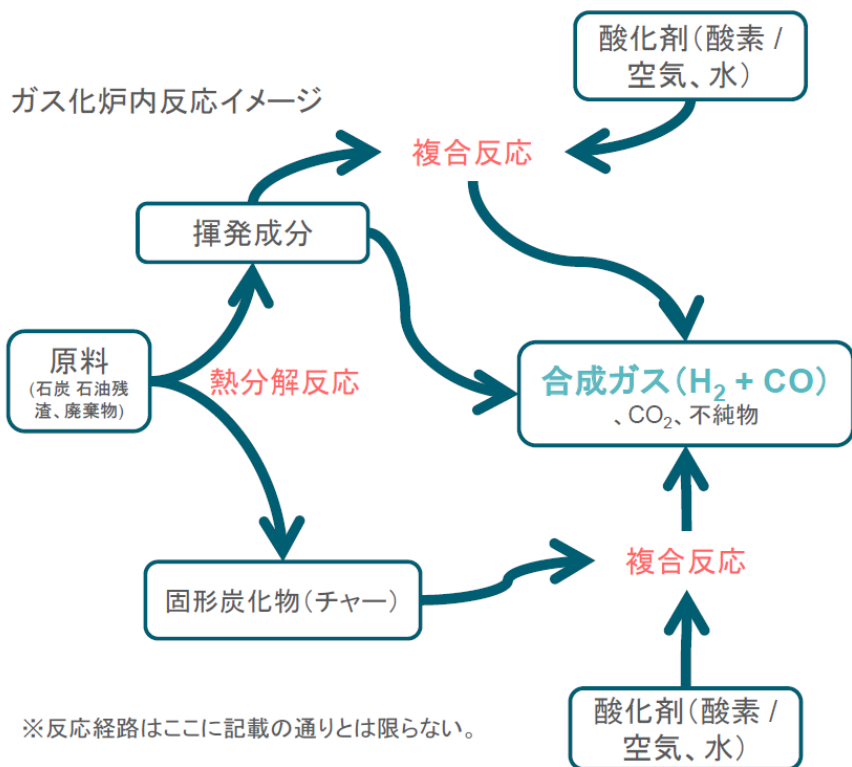 酸化剤(酸素 /
空気、水)
ガス化炉内反応イメージ
複合反応
揮発成分
原料
(石炭 石油残
渣、廃棄物)
熱分解反応
合成ガス(H₂ + CO)
、CO₂、不純物
複合反応
固形炭化物(チャー)
酸化剤(酸素 /
空気、水)
※反応経路はここに記載の通りとは限らない。